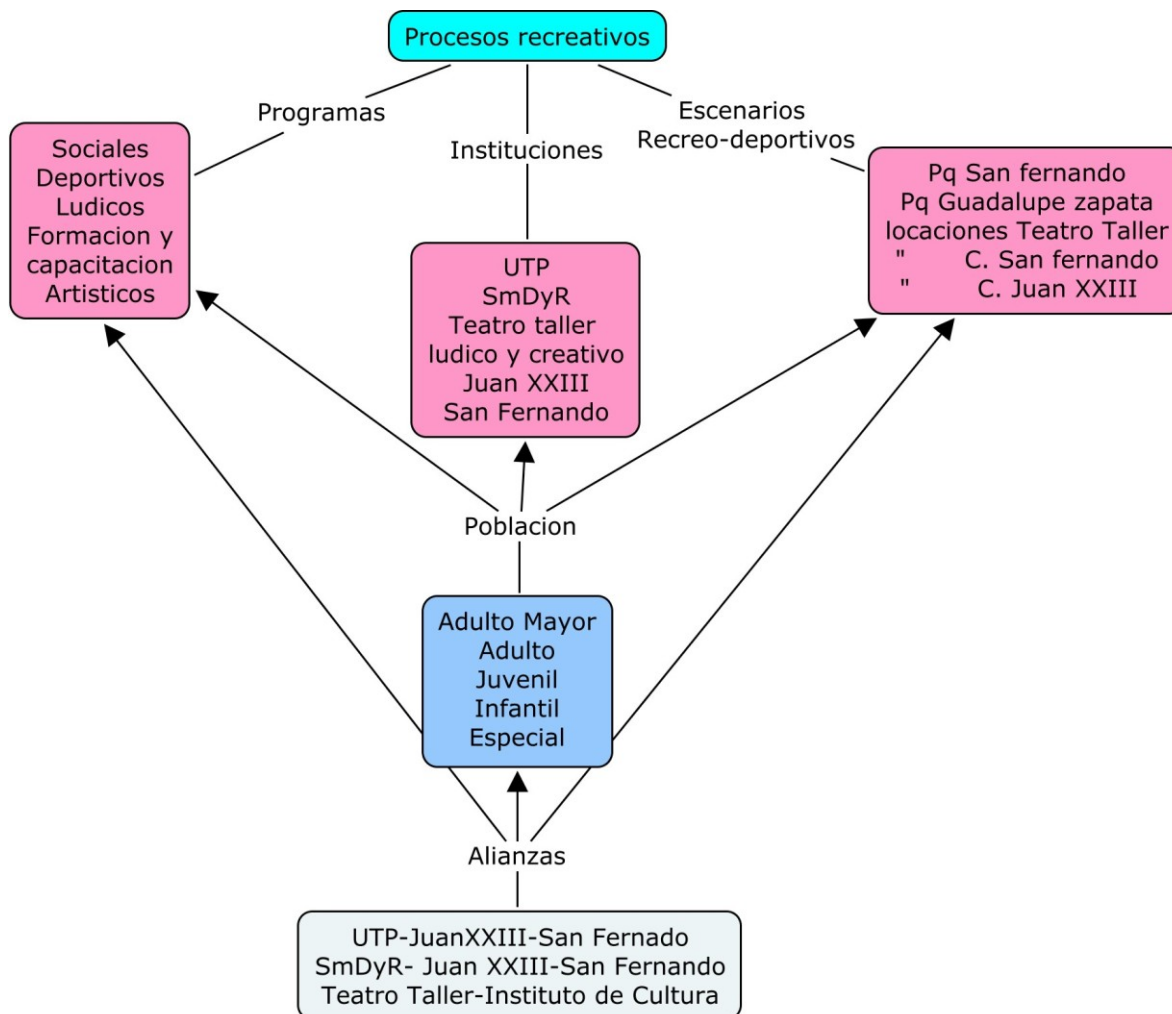 Procesos recreativos
Programas
Instituciones
Escenarios
Recreo-deportivos
Sociales
Deportivos
Ludicos
Formacion y
capacitacion
Artisticos
UTP
SmDyR
Teatro taller
ludico y creativo
Juan XXIII
San Fernando
Pq San fernando
Pq Guadalupe zapata
locaciones Teatro Taller
" C. San fernando
" C. Juan XXIII
Poblacion
Adulto Mayor
Adulto
Juvenil
Infantil
Especial
Alianzas
UTP-JuanXXIII-San Fernado
SmDyR- Juan XXIII-San Fernando
Teatro Taller-Instituto de Cultura